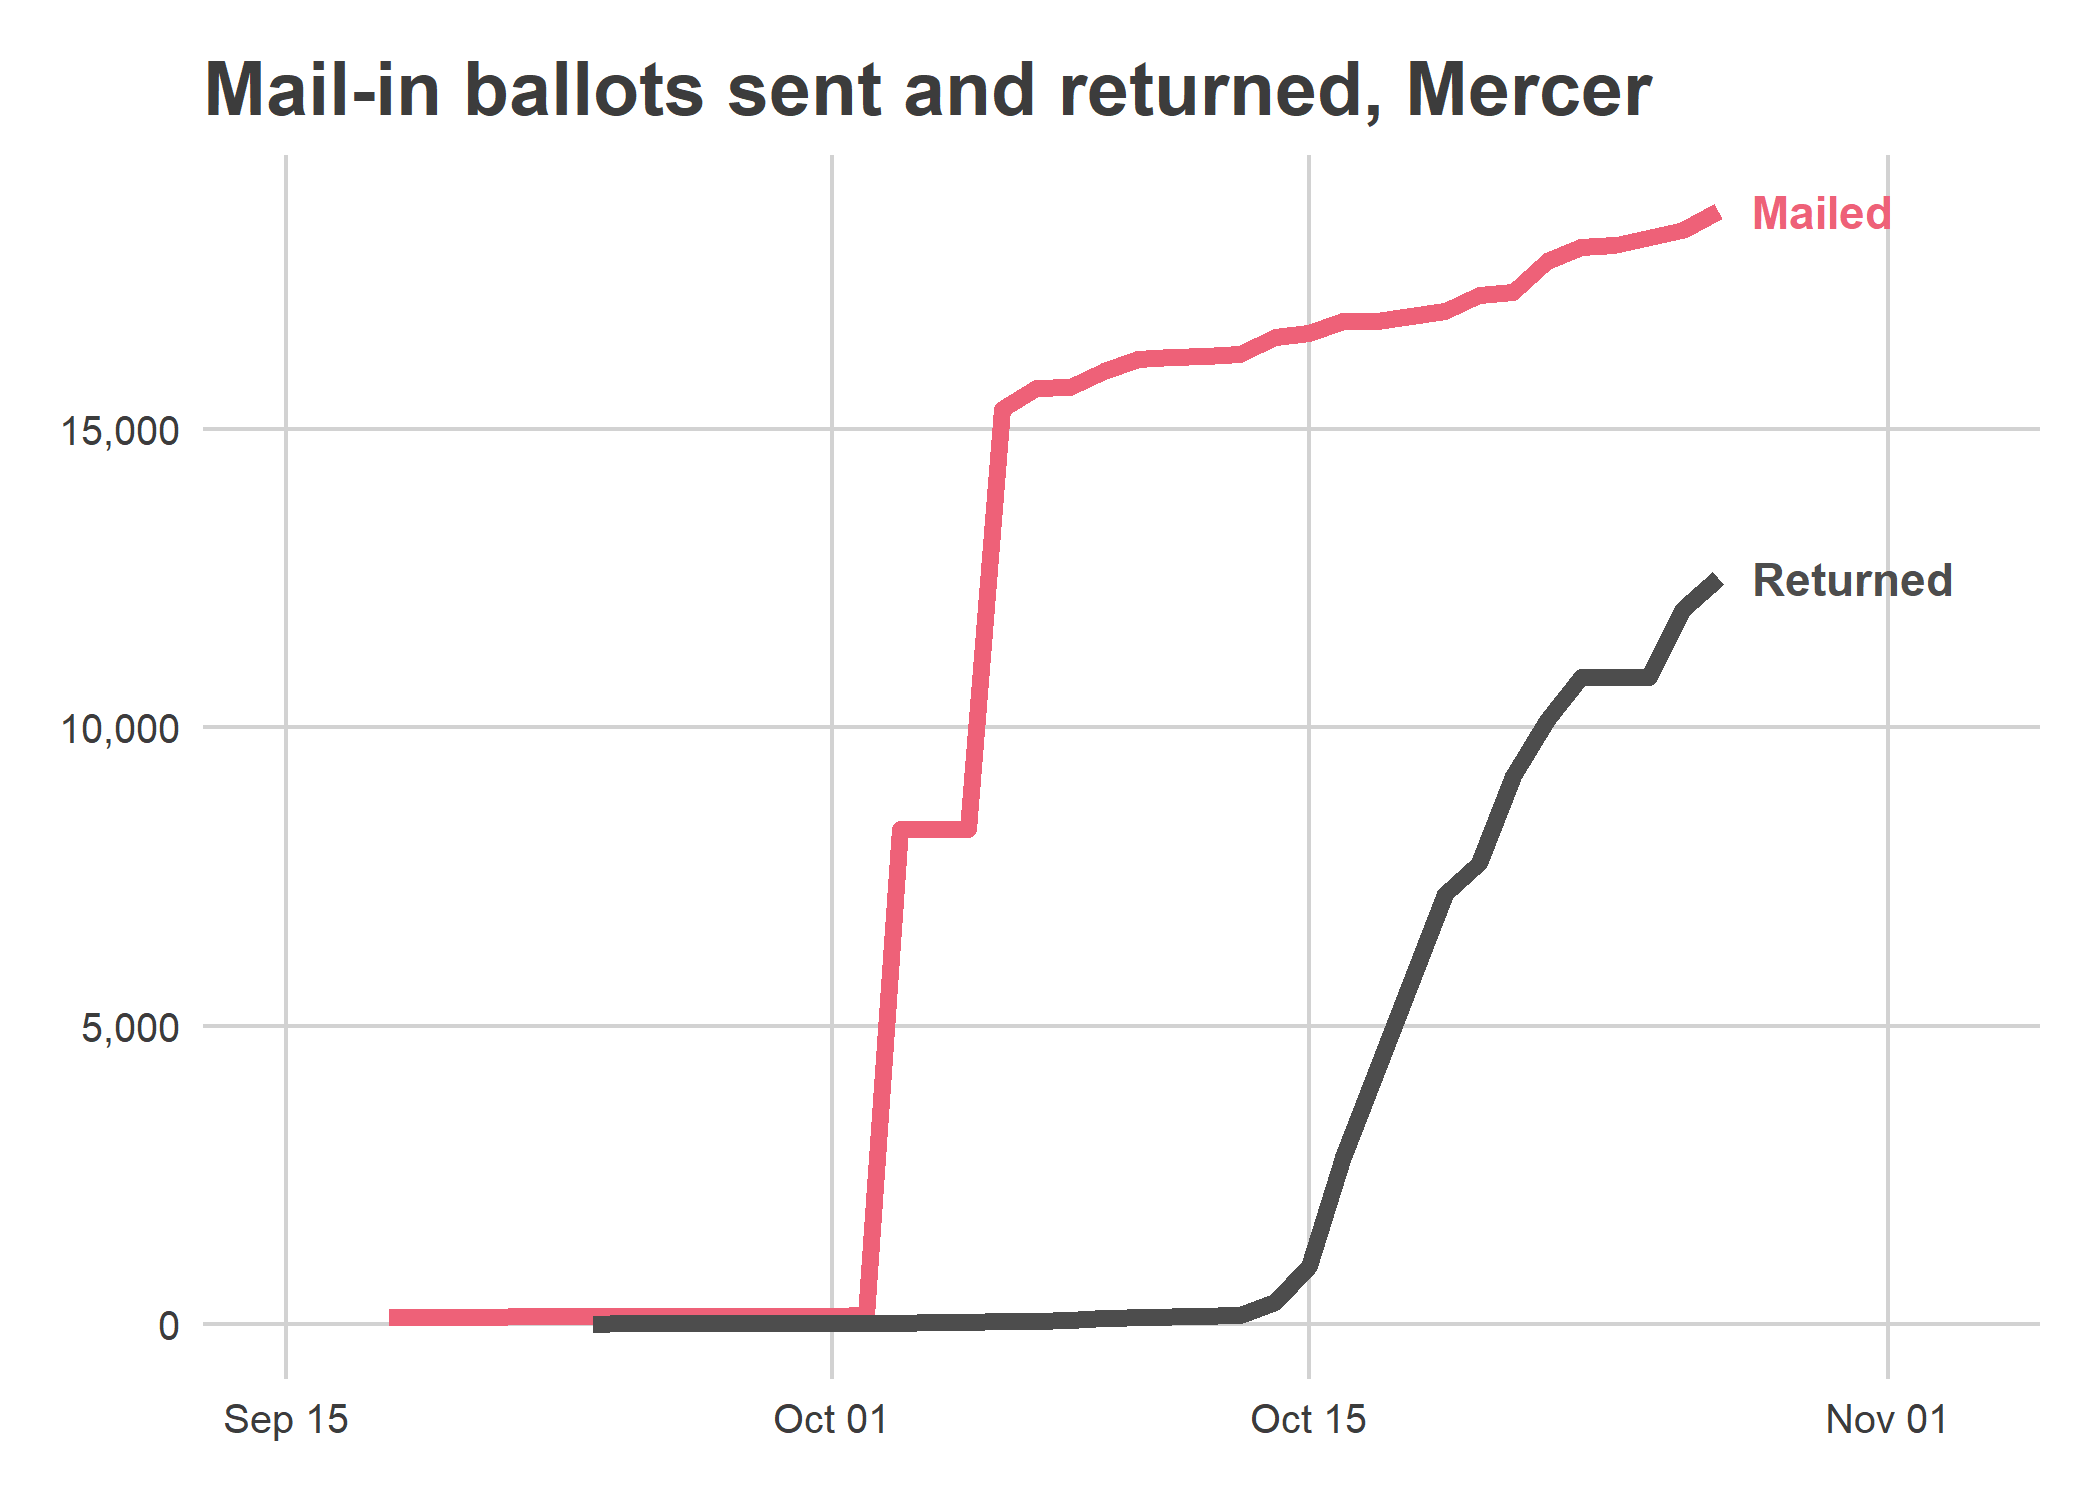 Mail-in ballots sent and returned, Mercer
Mailed
15,000
Returned
10,000
5,000
0
Sep 15
Oct 01
Oct 15
Nov 01